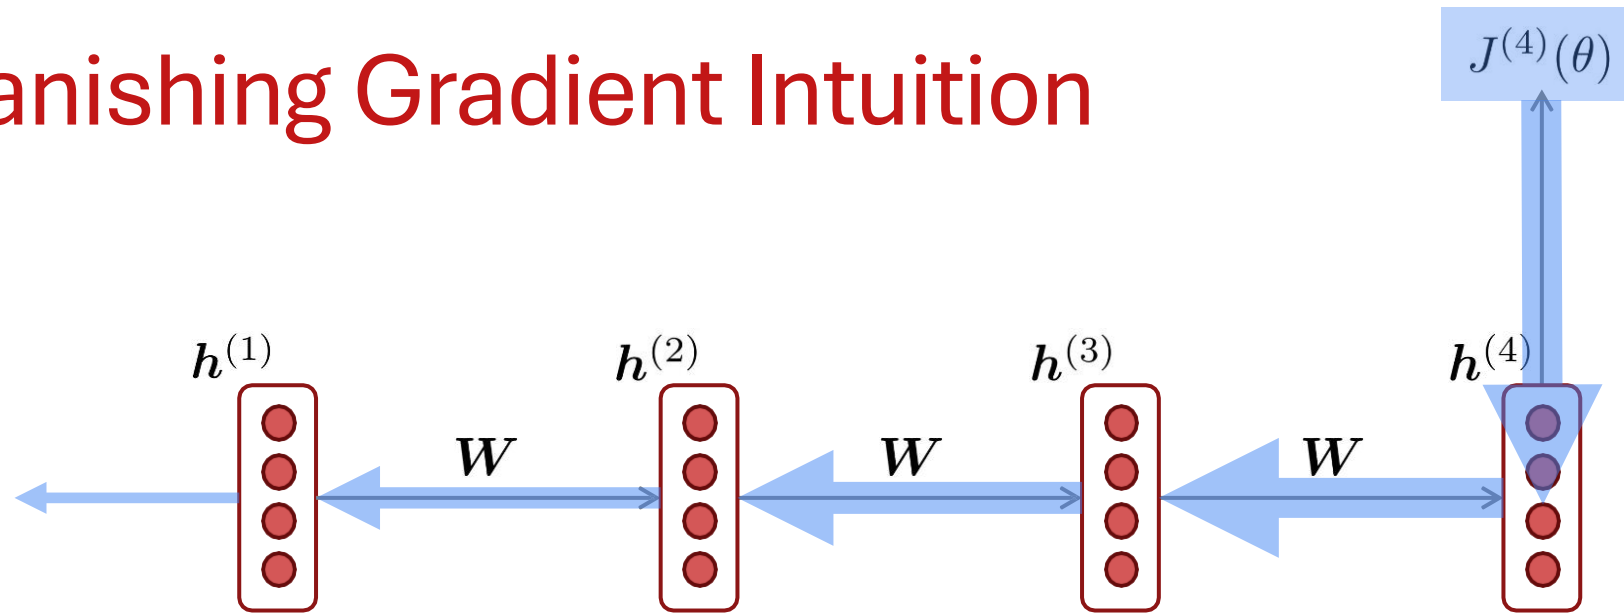 anishing Gradient Intuition
J^{(4)}(θ)
h^{(1)} h^{(2)} h^{(3)} h^{(4)}
W W W